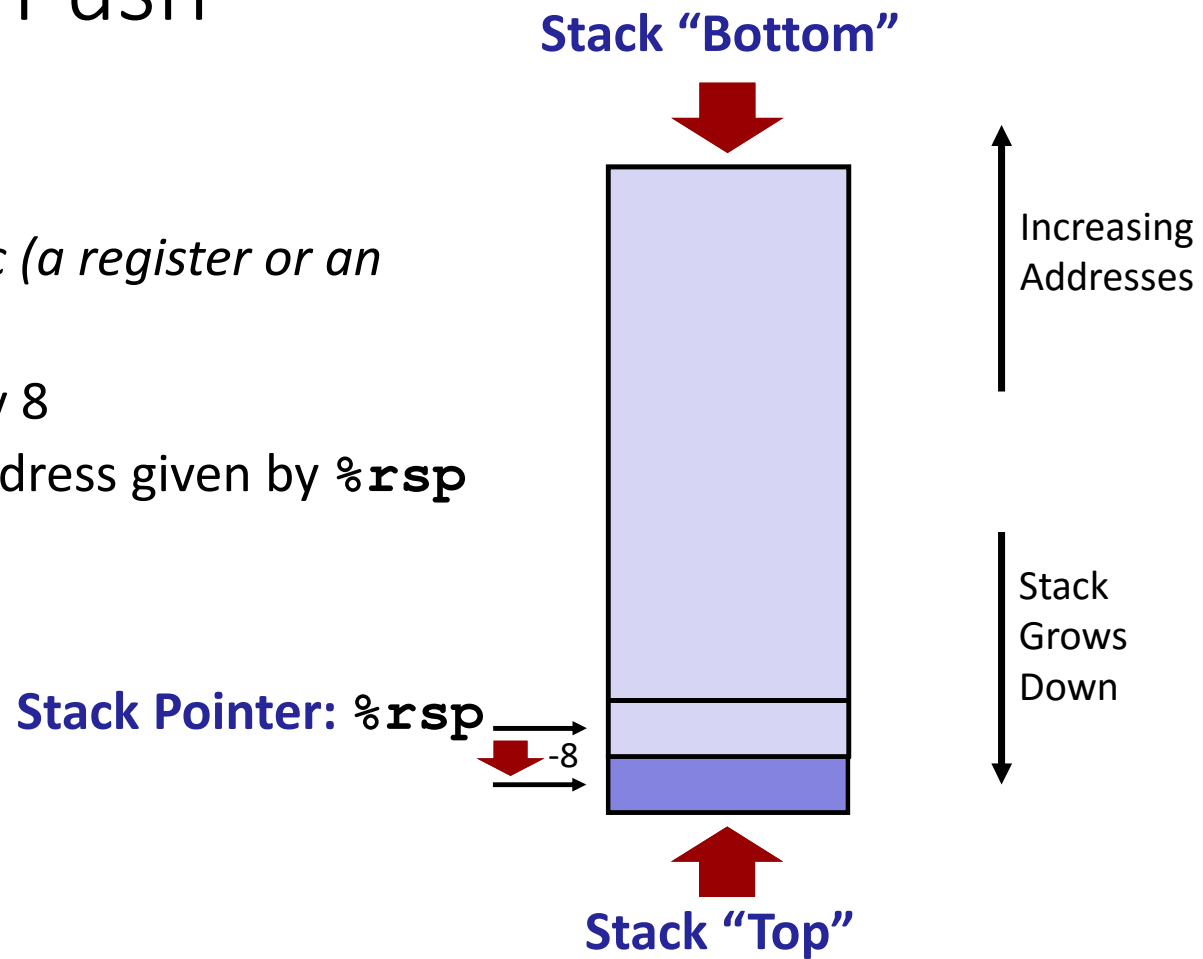 Push
Stack “Bottom”
Increasing
Addresses
c (a register or an
y 8
dress given by %rsp
Stack
Grows
Down
Stack Pointer: %rsp
-8
Stack “Top”